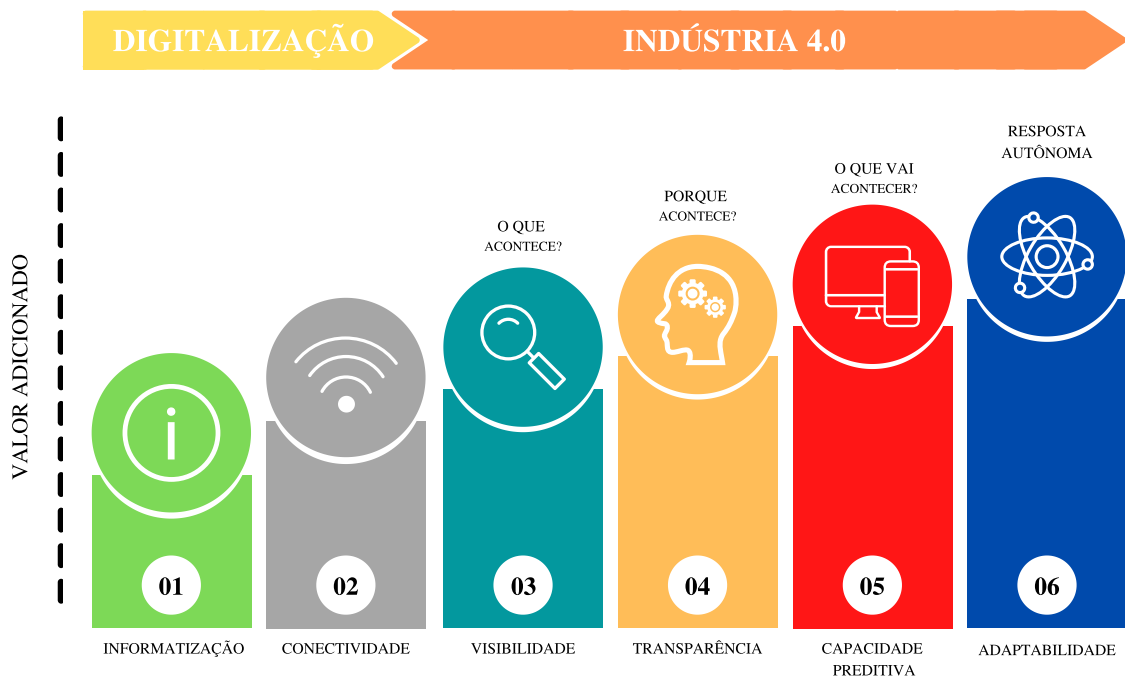 DIGITALIZAÇÃO
INDÚSTRIA 4.0
VALOR ADICIONADO
O QUE
ACONTECE?
PORQUE
ACONTECE?
O QUE VAI
ACONTECER?
RESPOSTA
AUTÔNOMA
i
01
02
03
04
05
06
INFORMATIZAÇÃO
CONECTIVIDADE
VISIBILIDADE
TRANSPARÊNCIA
CAPACIDADE
PREDITIVA
ADAPTABILIDADE